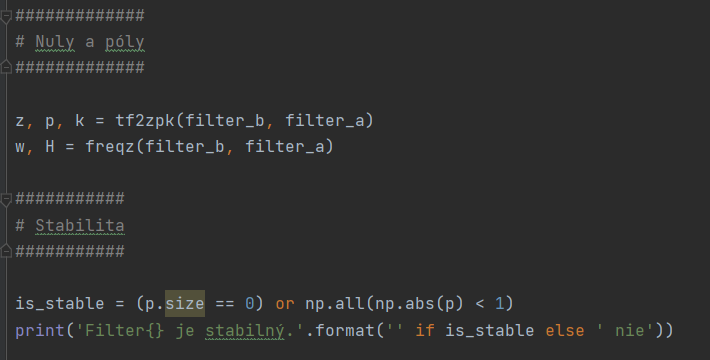 #############
# Nuly a póly
#############
z, p, k = tf2zpk(filter_b, filter_a)
w, H = freqz(filter_b, filter_a)
###########
# Stabilita
###########
is_stable = (p.size == 0) or np.all(np.abs(p) < 1)
print('Filter{} je stabilný.'.format('' if is_stable else ' nie'))